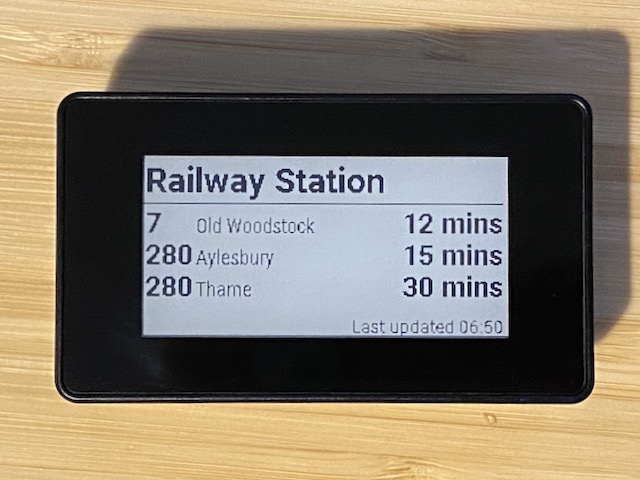 Railway Station
7 Old Woodstock 12 mins
280 Aylesbury 15 mins
280 Thame 30 mins
Last updated 06:50